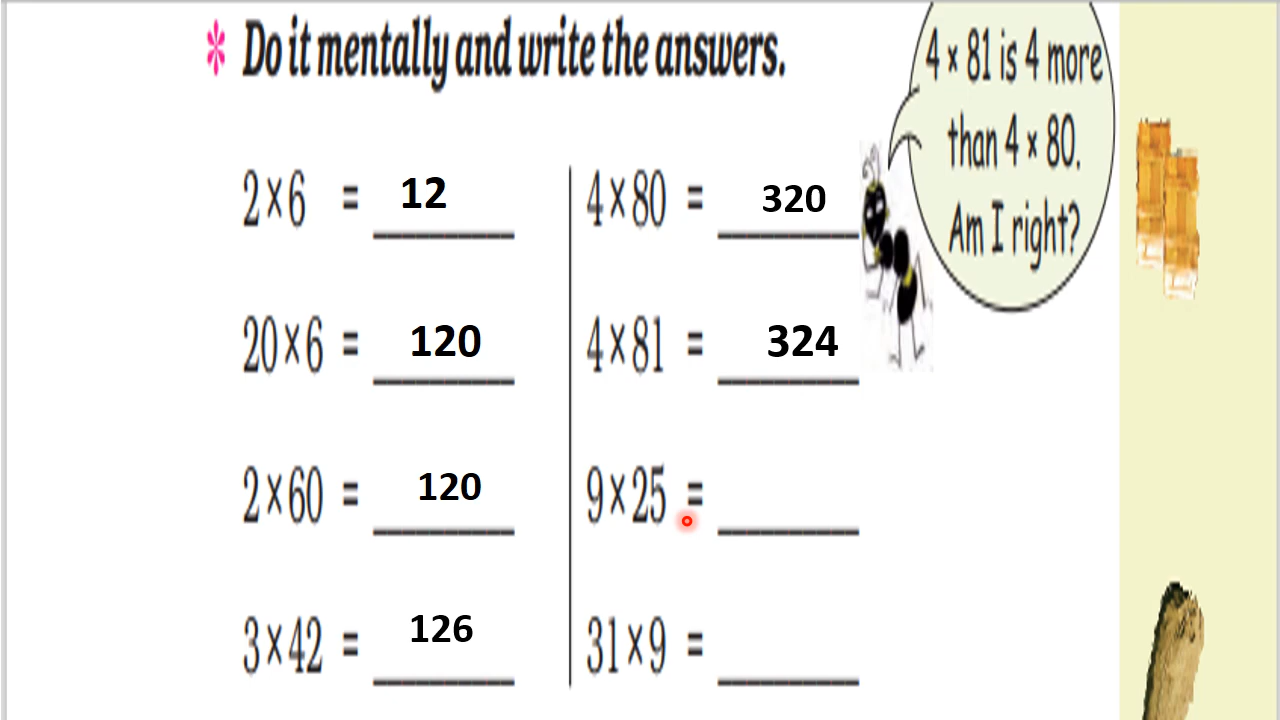 * Do it mentally and write the answers.
4 × 81 is 4 more
than 4 × 80.
Am I right?
2×6 = 12
20×6 = 120
2×60 = 120
3×42 = 126
4×80 = 320
4×81 = 324
9×25 =
31×9 =